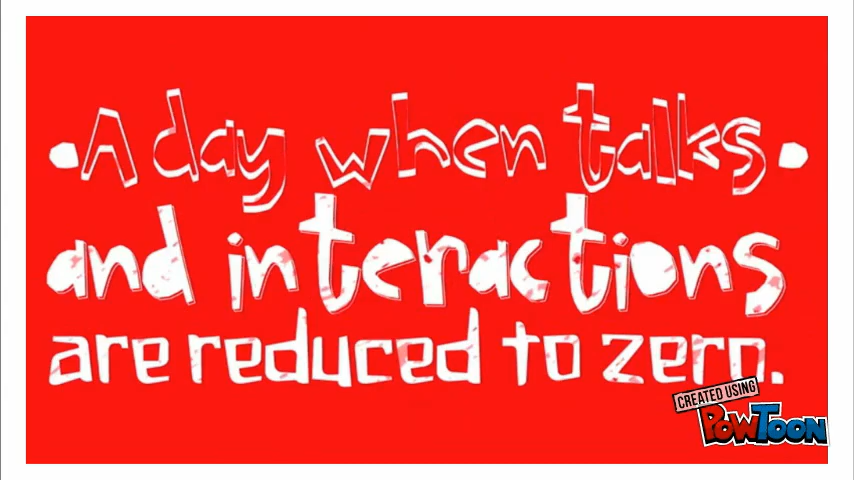 •A day when talks•
and interactions
are reduced to zero.
CREATED USING
POWTOON